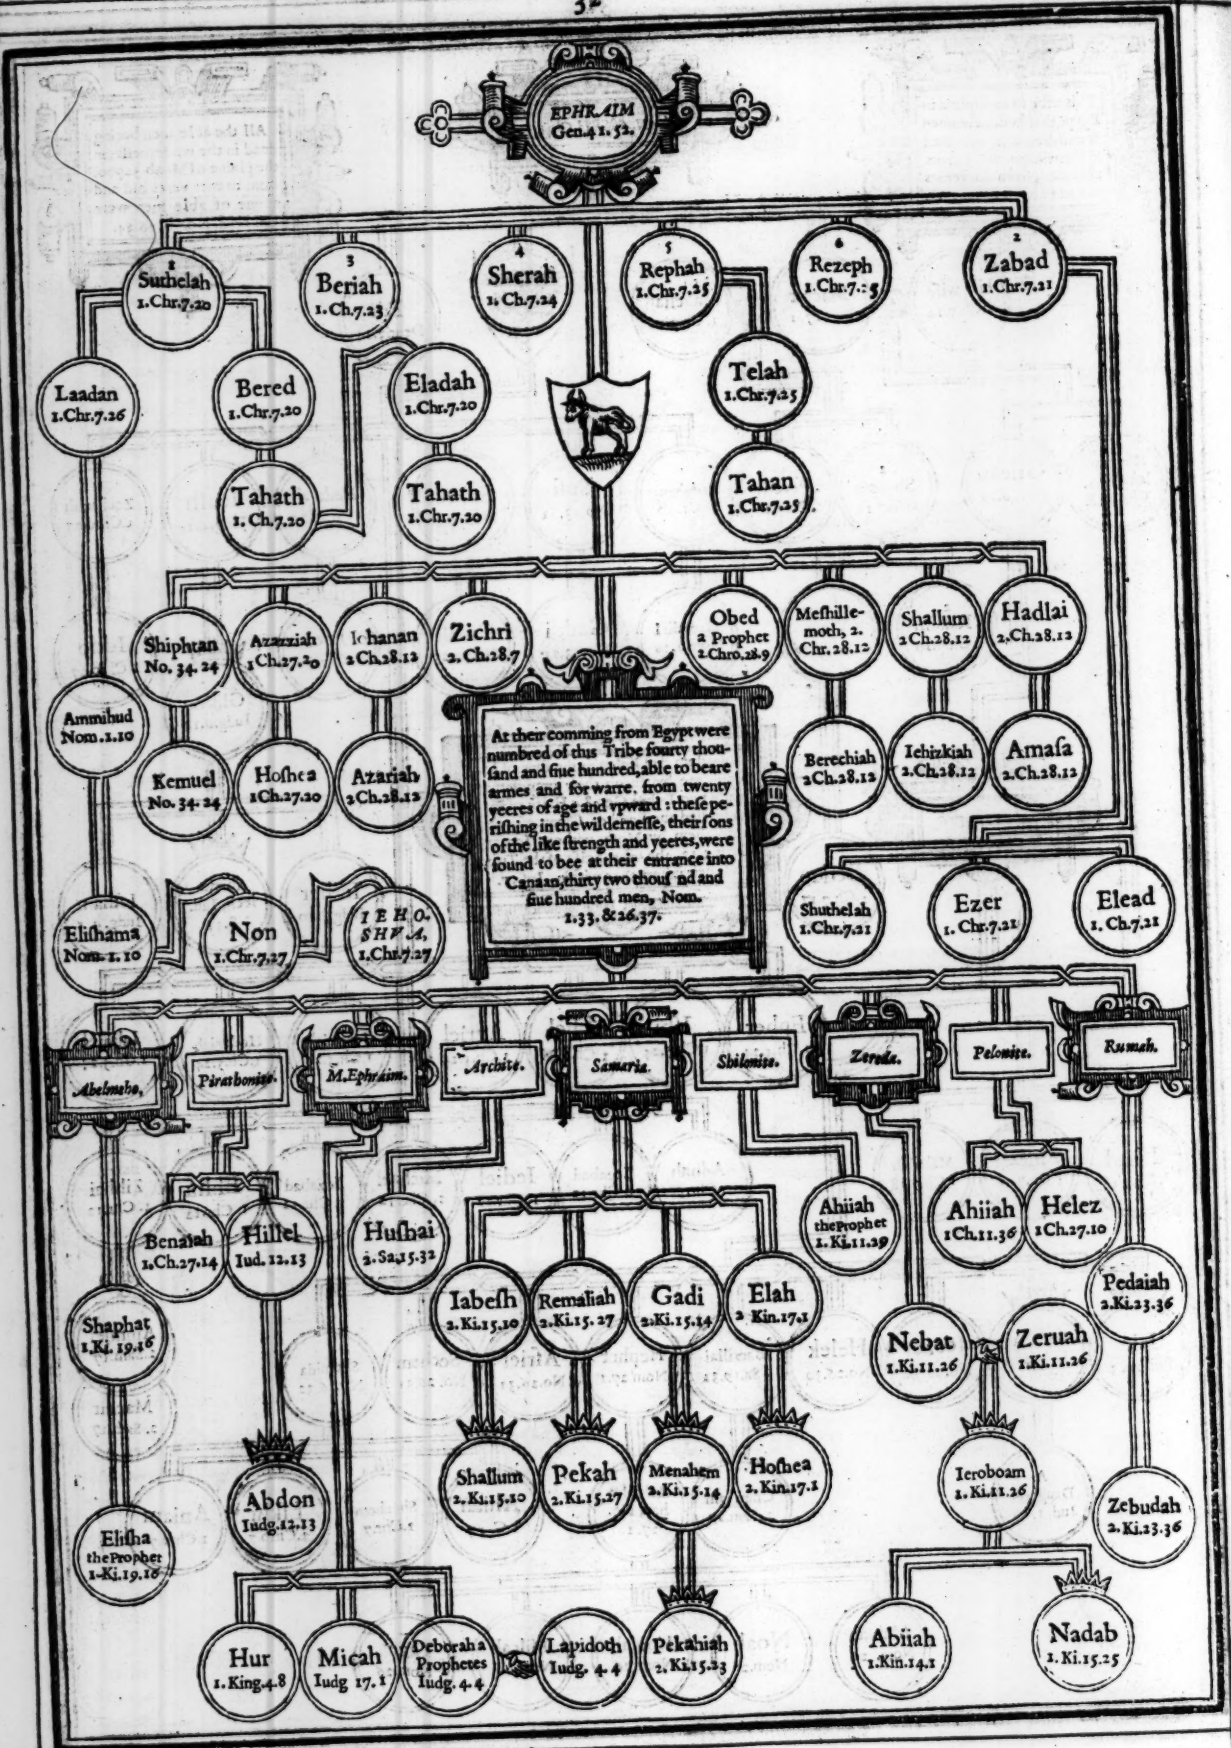 EPHRAIM
Gen.41.52.
1
Suthelah
1.Chr.7.20
3
Beriah
1.Ch.7.23
4
Sherah
1.Ch.7.24
5
Rephah
1.Chr.7.25
6
Rezeph
1.Chr.7.25
2
Zabad
1.Chr.7.21
Laadan
1.Chr.7.26
Bered
1.Chr.7.20
Eladah
1.Chr.7.20
Telah
1.Chr.7.25
Tahath
1.Ch.7.20
Tahath
1.Chr.7.20
Tahan
1.Chr.7.25
Shiphtan
No. 34. 24
Azazziah
1Ch.27.20
Iohanan
2Ch.28.12
Zichri
2. Ch.28.7
Obed
a Prophet
2.Chro.28.9
Meshille-
moth, 2.
Chr. 28.12
Shallum
2Ch.28.12
Hadlai
2.Ch.28.12
Ammihud
Nom.1.10
Kemuel
No. 34. 24
Hoshea
1Ch.27.20
Azariah
2Ch.28.12
Berechiah
2Ch.28.12
Iehizkiah
2.Ch.28.12
Amasa
2.Ch.28.12
At their comming from Egypt were
numbred of this Tribe fourty thou-
sand and fiue hundred, able to beare
armes and for warre, from twenty
yeeres of age and vpward : these pe-
rishing in the wildernesse, their sons
of the like strength and yeeres, were
found to bee at their entrance into
Canaan, thirty two thousand and
fiue hundred men, Nom.
1.33. & 26.37.
Elishama
Nom. 1. 10
Non
1.Chr.7.27
IEHO-
SHVA,
1.Chr.7.27
Shuthelah
1.Chr.7.21
Ezer
1. Chr.7.21
Elead
1. Ch.7.21
Abelmeho,
Pirathonite.
M.Ephraim.
Archite.
Samaria.
Shilonite.
Zereda.
Pelonite.
Rumah.
Benaiah
1.Ch.27.14
Hillel
Iud. 12.13
Hushai
2.Sa.15.32
Ahiiah
the Prophet
1. Ki.11.29
Ahiiah
1Ch.11.36
Helez
1Ch.27.10
Shaphat
1.Ki. 19.16
Iabesh
2.Ki.15.10
Remaliah
2.Ki.15.27
Gadi
2.Ki.15.14
Elah
2 Kin.17.1
Nebat
1.Ki.11.26
Zeruah
1.Ki.11.26
Pedaiah
2.Ki.23.36
Abdon
Iudg.12.13
Shallum
2.Ki.15.10
Pekah
2.Ki.15.27
Menahem
2.Ki.15.14
Hoshea
2.Kin.17.1
Ieroboam
1.Ki.11.26
Zebudah
2.Ki.23.36
Elisha
the Prophet
1.Ki.19.16
Hur
1. King.4.8
Micah
Iudg 17.1
Deborah a
Prophetes
Iudg. 4.4
Lapidoth
Iudg. 4.4
Pekahiah
2. Ki.15.23
Abiiah
1.Kin.14.1
Nadab
1. Ki.15.25